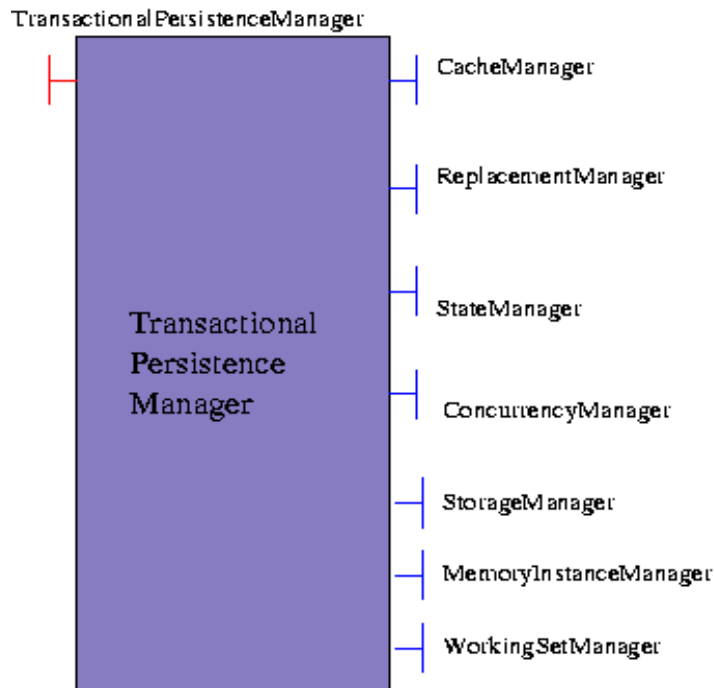 TransactionalPersistenceManager
CacheManager
ReplacementManager
StateManager
Transactional
Persistence
Manager
ConcurrencyManager
StorageManager
MemoryInstanceManager
WorkingSetManager